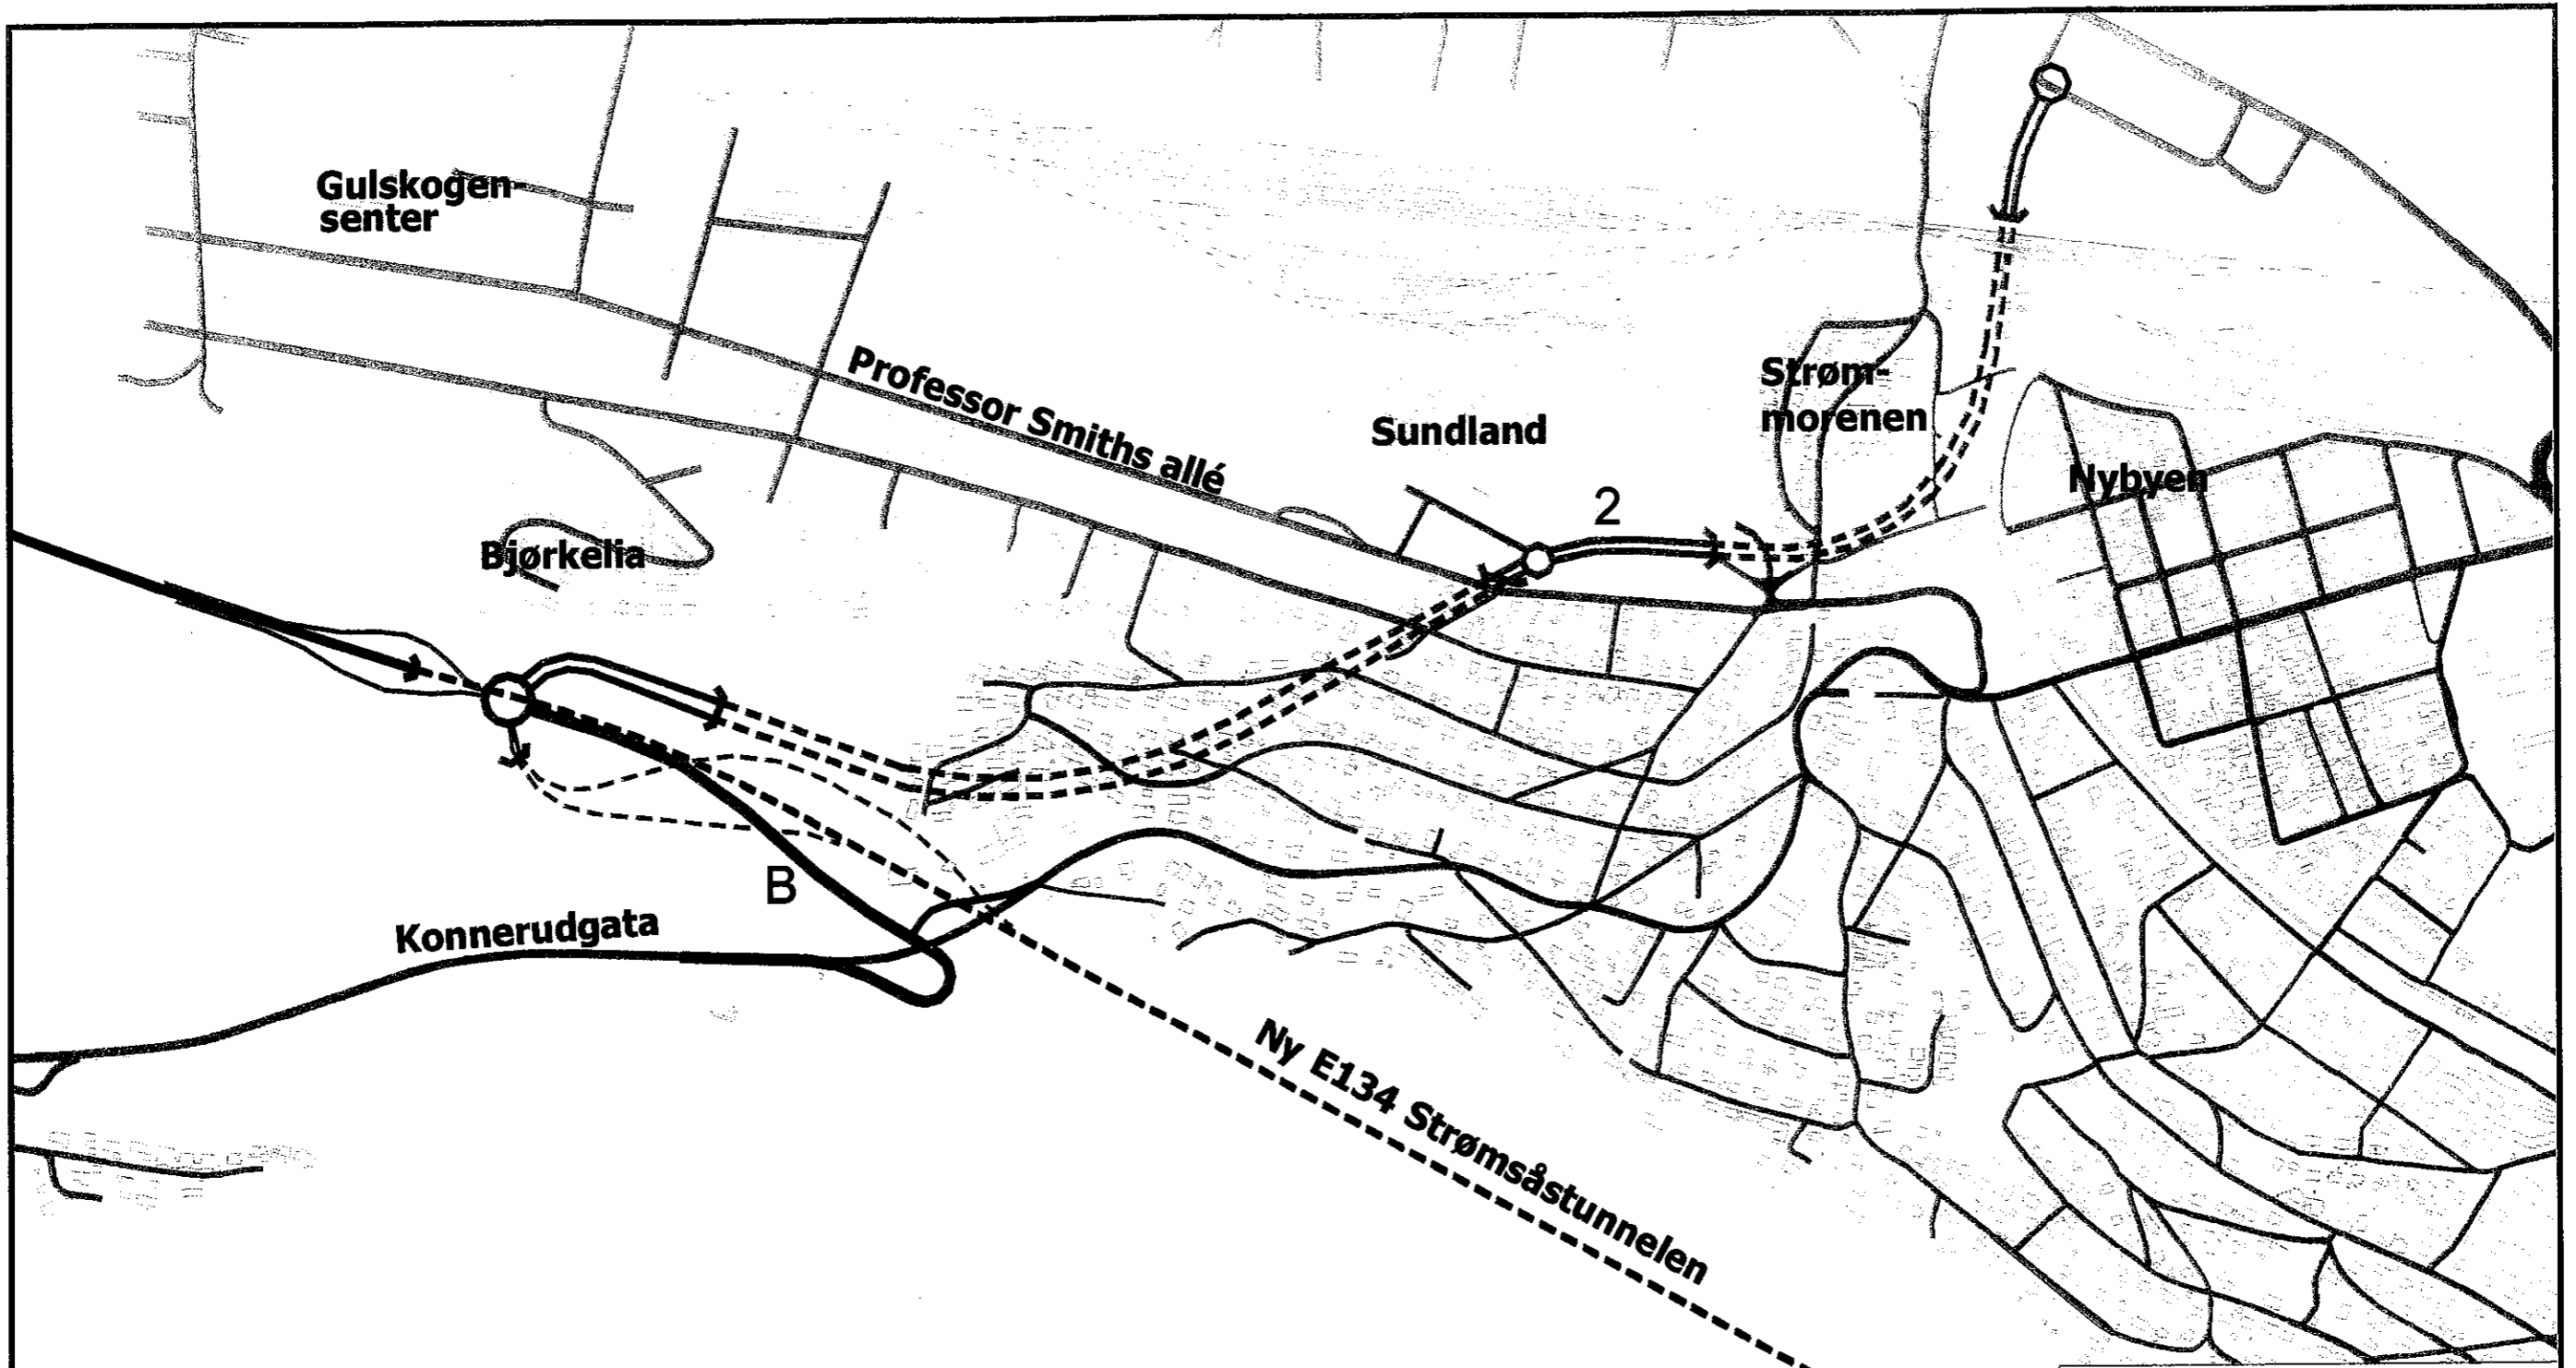 Gulskogen-
senter
Professor Smiths allé
Strøm-
morenen
Sundland
Nybyen
2
Bjørkelia
B
Konnerudgata
Ny E134 Strømsåstunnelen